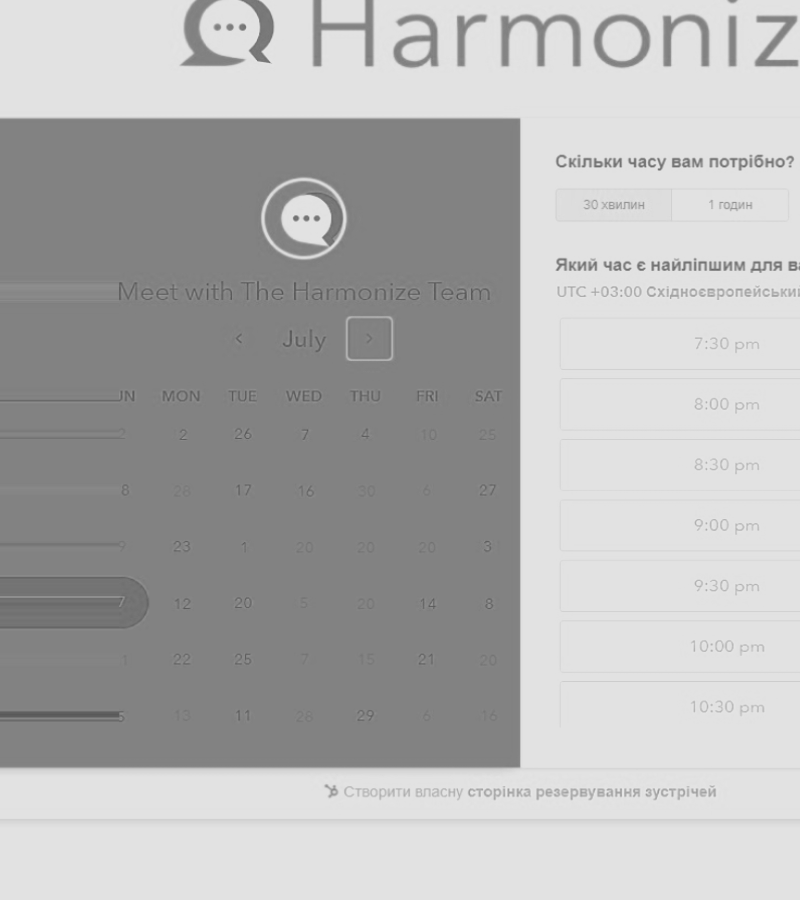 Harmoniz
Meet with The Harmonize Team
July
UN MON TUE WED THU FRI SAT
2 2 26 7 4 10 25
8 28 17 16 30 6 27
9 23 1 20 20 20 3
7 12 20 5 20 14 8
1 22 25 7 15 21 20
5 13 11 28 29 6 16
Скільки часу вам потрібно?
30 хвилин 1 годин
Який час є найліпшим для ва
UTC +03:00 Східноєвропейський
7:30 pm
8:00 pm
8:30 pm
9:00 pm
9:30 pm
10:00 pm
10:30 pm
Створити власну сторінка резервування зустрічей